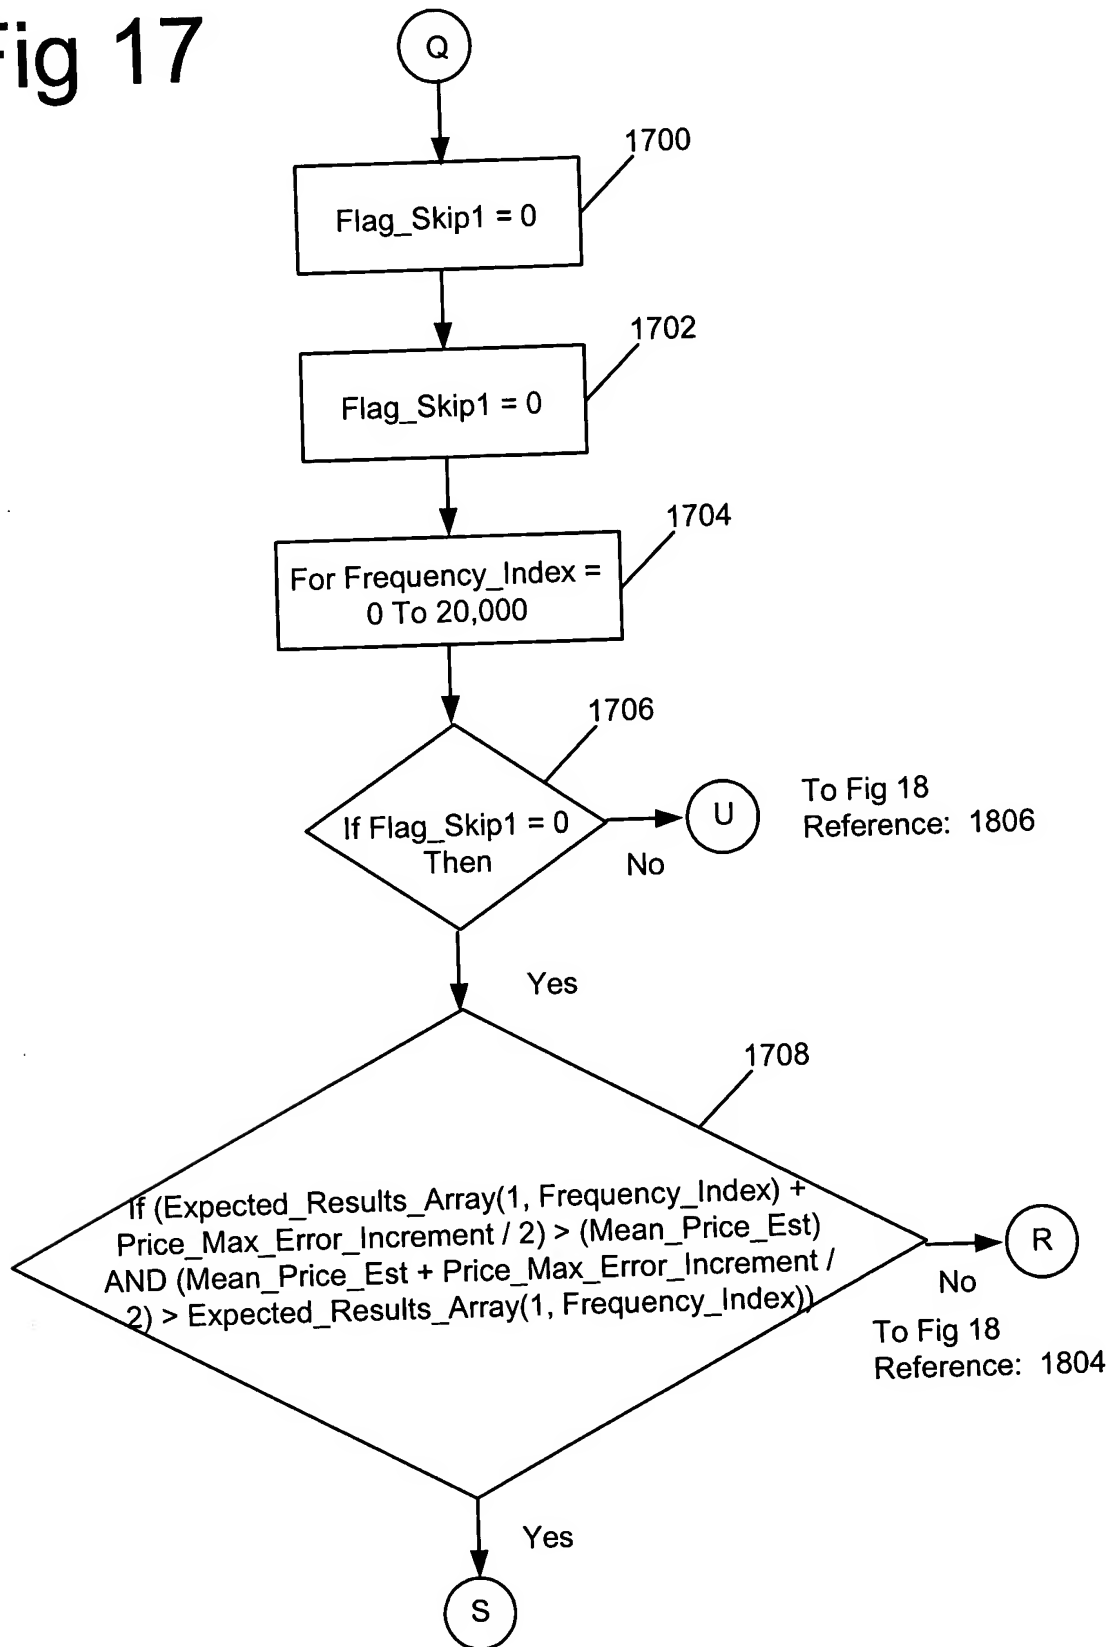 Fig 17
Q
1700
Flag_Skip1 = 0
1702
Flag_Skip1 = 0
1704
For Frequency_Index =
0 To 20,000
1706
If Flag_Skip1 = 0
Then
No
U
To Fig 18
Reference: 1806
Yes
1708
If (Expected_Results_Array(1, Frequency_Index) +
Price_Max_Error_Increment / 2) > (Mean_Price_Est)
AND (Mean_Price_Est + Price_Max_Error_Increment /
2) > Expected_Results_Array(1, Frequency_Index))
No
R
To Fig 18
Reference: 1804
Yes
S